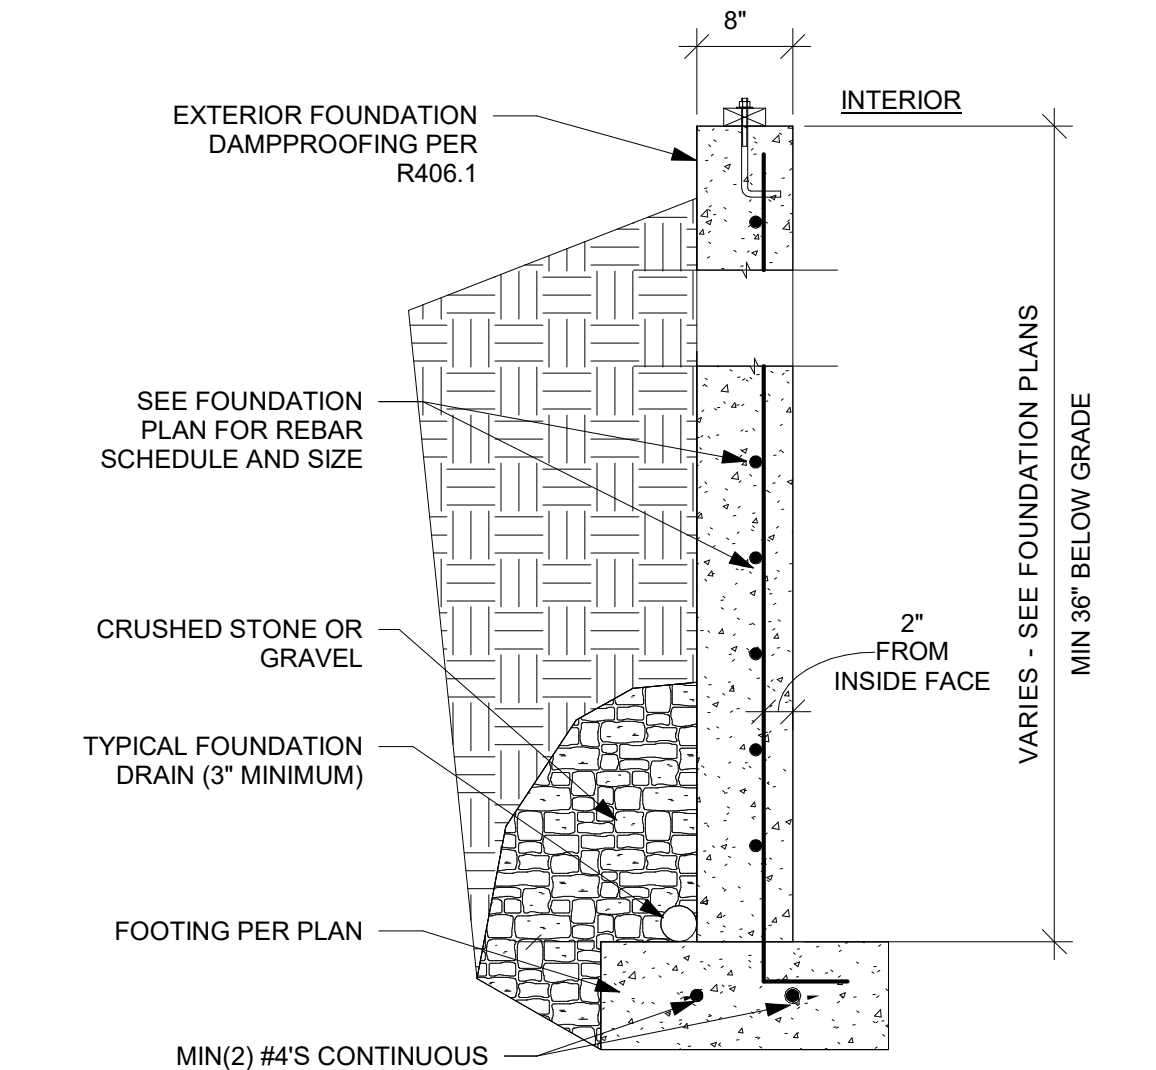 8"
INTERIOR
EXTERIOR FOUNDATION
DAMPPROOFING PER
R406.1
SEE FOUNDATION
PLAN FOR REBAR
SCHEDULE AND SIZE
VARIES - SEE FOUNDATION PLANS
MIN 36" BELOW GRADE
CRUSHED STONE OR
GRAVEL
2"
FROM
INSIDE FACE
TYPICAL FOUNDATION
DRAIN (3" MINIMUM)
FOOTING PER PLAN
MIN(2) #4'S CONTINUOUS